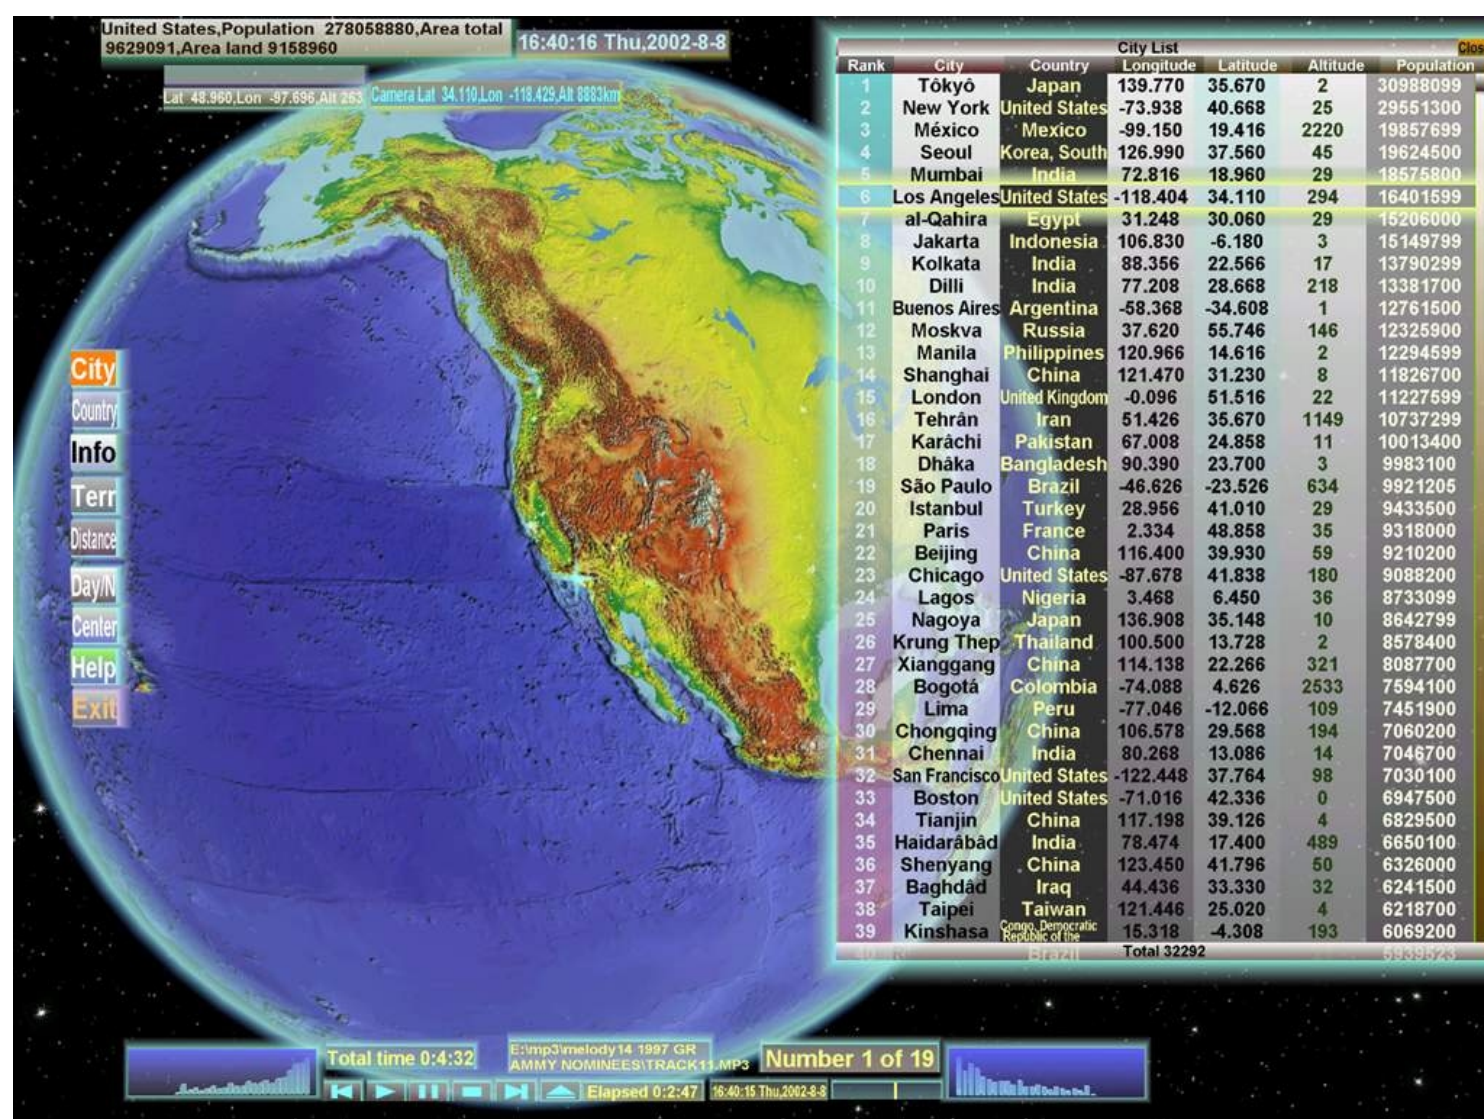 United States,Population 278058880,Area total
9629091,Area land 9158960
16:40:16 Thu,2002-8-8
Lat 48.960,Lon -97.696,Alt 263
Camera Lat 34.110,Lon -118.429,Alt 8883km
City List
Clos
Rank City Country Longitude Latitude Altitude Population
1 Tôkyô Japan 139.770 35.670 2 30988099
2 New York United States -73.938 40.668 25 29551300
3 México Mexico -99.150 19.416 2220 19857699
4 Seoul Korea, South 126.990 37.560 45 19624500
5 Mumbai India 72.816 18.960 29 18575800
6 Los Angeles United States -118.404 34.110 294 16401599
7 al-Qahira Egypt 31.248 30.060 29 15206000
8 Jakarta Indonesia 106.830 -6.180 3 15149799
9 Kolkata India 88.356 22.566 17 13790299
10 Dilli India 77.208 28.668 218 13381700
11 Buenos Aires Argentina -58.368 -34.608 1 12761500
12 Moskva Russia 37.620 55.746 146 12325900
13 Manila Philippines 120.966 14.616 2 12294599
14 Shanghai China 121.470 31.230 8 11826700
15 London United Kingdom -0.096 51.516 22 11227599
16 Tehrân Iran 51.426 35.670 1149 10737299
17 Karâchi Pakistan 67.008 24.858 11 10013400
18 Dhâka Bangladesh 90.390 23.700 3 9983100
19 São Paulo Brazil -46.626 -23.526 634 9921205
20 Istanbul Turkey 28.956 41.010 29 9433500
21 Paris France 2.334 48.858 35 9318000
22 Beijing China 116.400 39.930 59 9210200
23 Chicago United States -87.678 41.838 180 9088200
24 Lagos Nigeria 3.468 6.450 36 8733099
25 Nagoya Japan 136.908 35.148 10 8642799
26 Krung Thep Thailand 100.500 13.728 2 8578400
27 Xianggang China 114.138 22.266 321 8087700
28 Bogotá Colombia -74.088 4.626 2533 7594100
29 Lima Peru -77.046 -12.066 109 7451900
30 Chongqing China 106.578 29.568 194 7060200
31 Chennai India 80.268 13.086 14 7046700
32 San Francisco United States -122.448 37.764 98 7030100
33 Boston United States -71.016 42.336 0 6947500
34 Tianjin China 117.198 39.126 4 6829500
35 Haidarâbâd India 78.474 17.400 489 6650100
36 Shenyang China 123.450 41.796 50 6326000
37 Baghdâd Iraq 44.436 33.330 32 6241500
38 Taipei Taiwan 121.446 25.020 4 6218700
39 Kinshasa Congo, Democratic Republic of the 15.318 -4.308 193 6069200
40 Brazil 5939523
Total 32292
City
Country
Info
Terr
Distance
Day/N
Center
Help
Exit
Total time 0:4:32
E:\mp3\melody14 1997 GR
AMMY NOMINEES\TRACK11.MP3
Number 1 of 19
Elapsed 0:2:47
16:40:15 Thu,2002-8-8